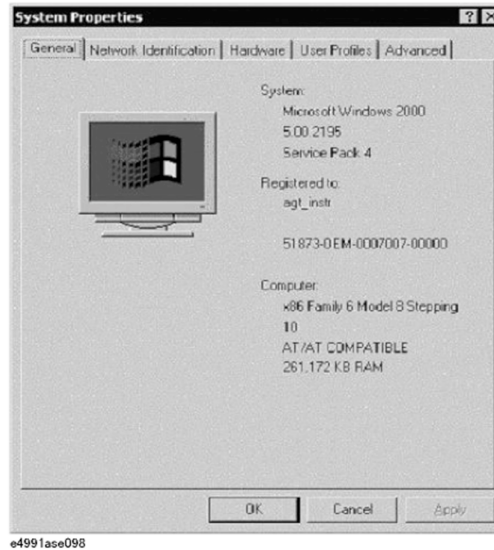 System Properties
General Network Identification Hardware User Profiles Advanced
System:
Microsoft Windows 2000
5.00.2195
Service Pack 4
Registered to:
agt_instr
51873-OEM-0007007-00000
Computer:
x86 Family 6 Model 8 Stepping
10
AT/AT COMPATIBLE
261,172 KB RAM
OK Cancel Apply
e4991ase098